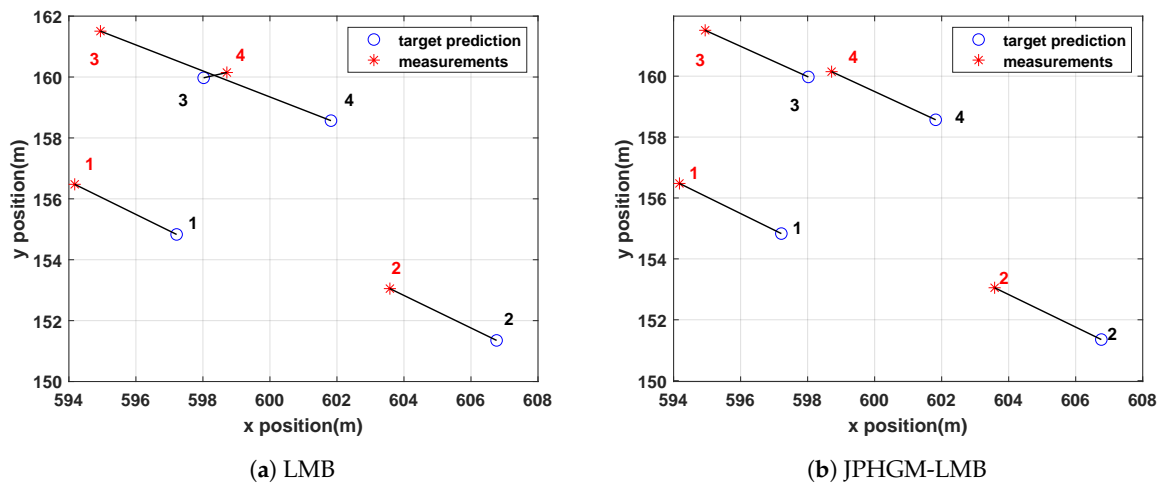 162
160
158
156
154
152
150
y position(m)
594 596 598 600 602 604 606 608
x position(m)
target prediction
measurements
3
4
3
4
1
1
2
2
(a) LMB
160
158
156
154
152
150
y position(m)
594 596 598 600 602 604 606 608
x position(m)
target prediction
measurements
3
4
3
4
1
1
2
2
(b) JPHGM-LMB